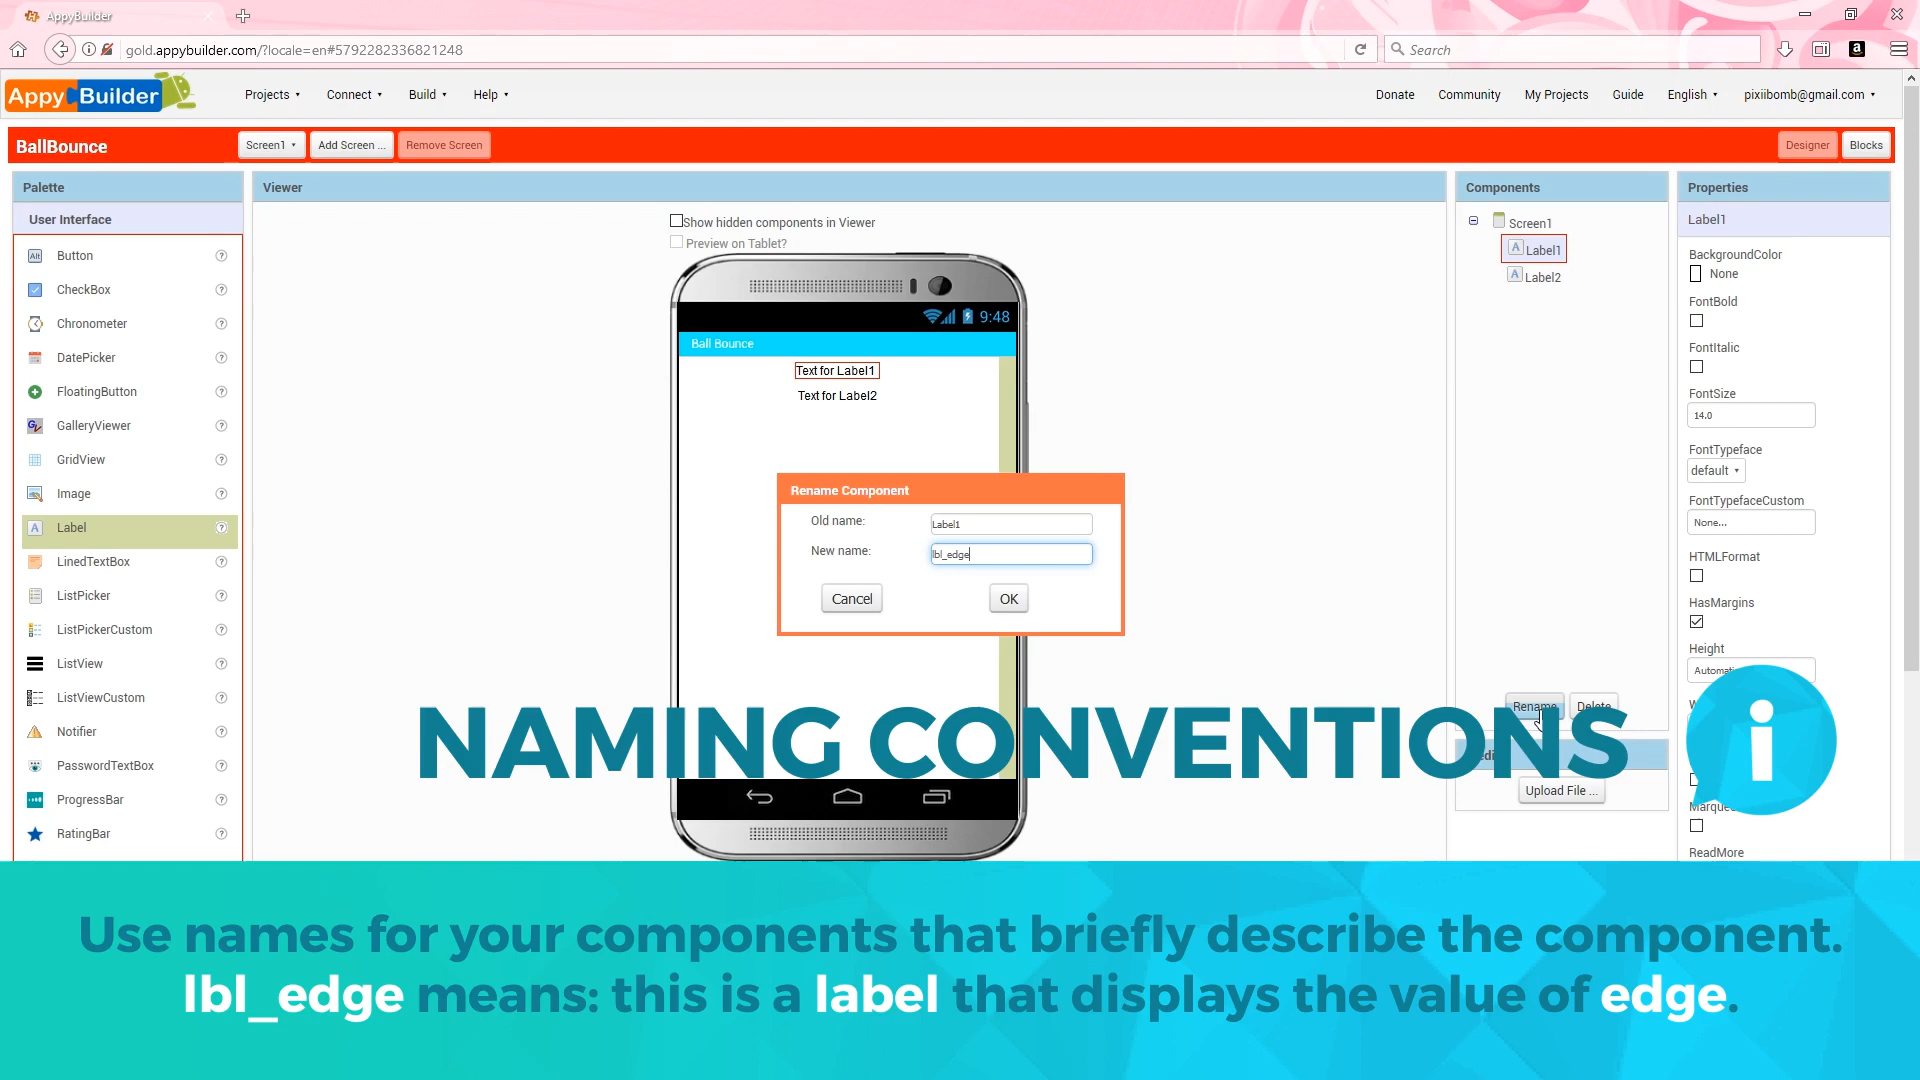 AppyBuilder
gold.appybuilder.com/?locale=en#5792282336821248
Search
Appy Builder
Projects
Connect
Build
Help
Donate
Community
My Projects
Guide
English
pixiibomb@gmail.com
BallBounce
Screen1
Add Screen ...
Remove Screen
Designer
Blocks
Palette
User Interface
Button
CheckBox
Chronometer
DatePicker
FloatingButton
GalleryViewer
GridView
Image
Label
LinedTextBox
ListPicker
ListPickerCustom
ListView
ListViewCustom
Notifier
PasswordTextBox
ProgressBar
RatingBar
Viewer
Show hidden components in Viewer
Preview on Tablet?
9:48
Ball Bounce
Text for Label1
Text for Label2
Rename Component
Old name:
Label1
New name:
lbl_edge
Cancel
OK
Components
Screen1
Label1
Label2
Rename
Delete
Upload File ...
Properties
Label1
BackgroundColor
None
FontBold
FontItalic
FontSize
14.0
FontTypeface
default
FontTypefaceCustom
None...
HTMLFormat
HasMargins
Height
ReadMore
NAMING CONVENTIONS
i
Use names for your components that briefly describe the component.
lbl_edge means: this is a label that displays the value of edge.